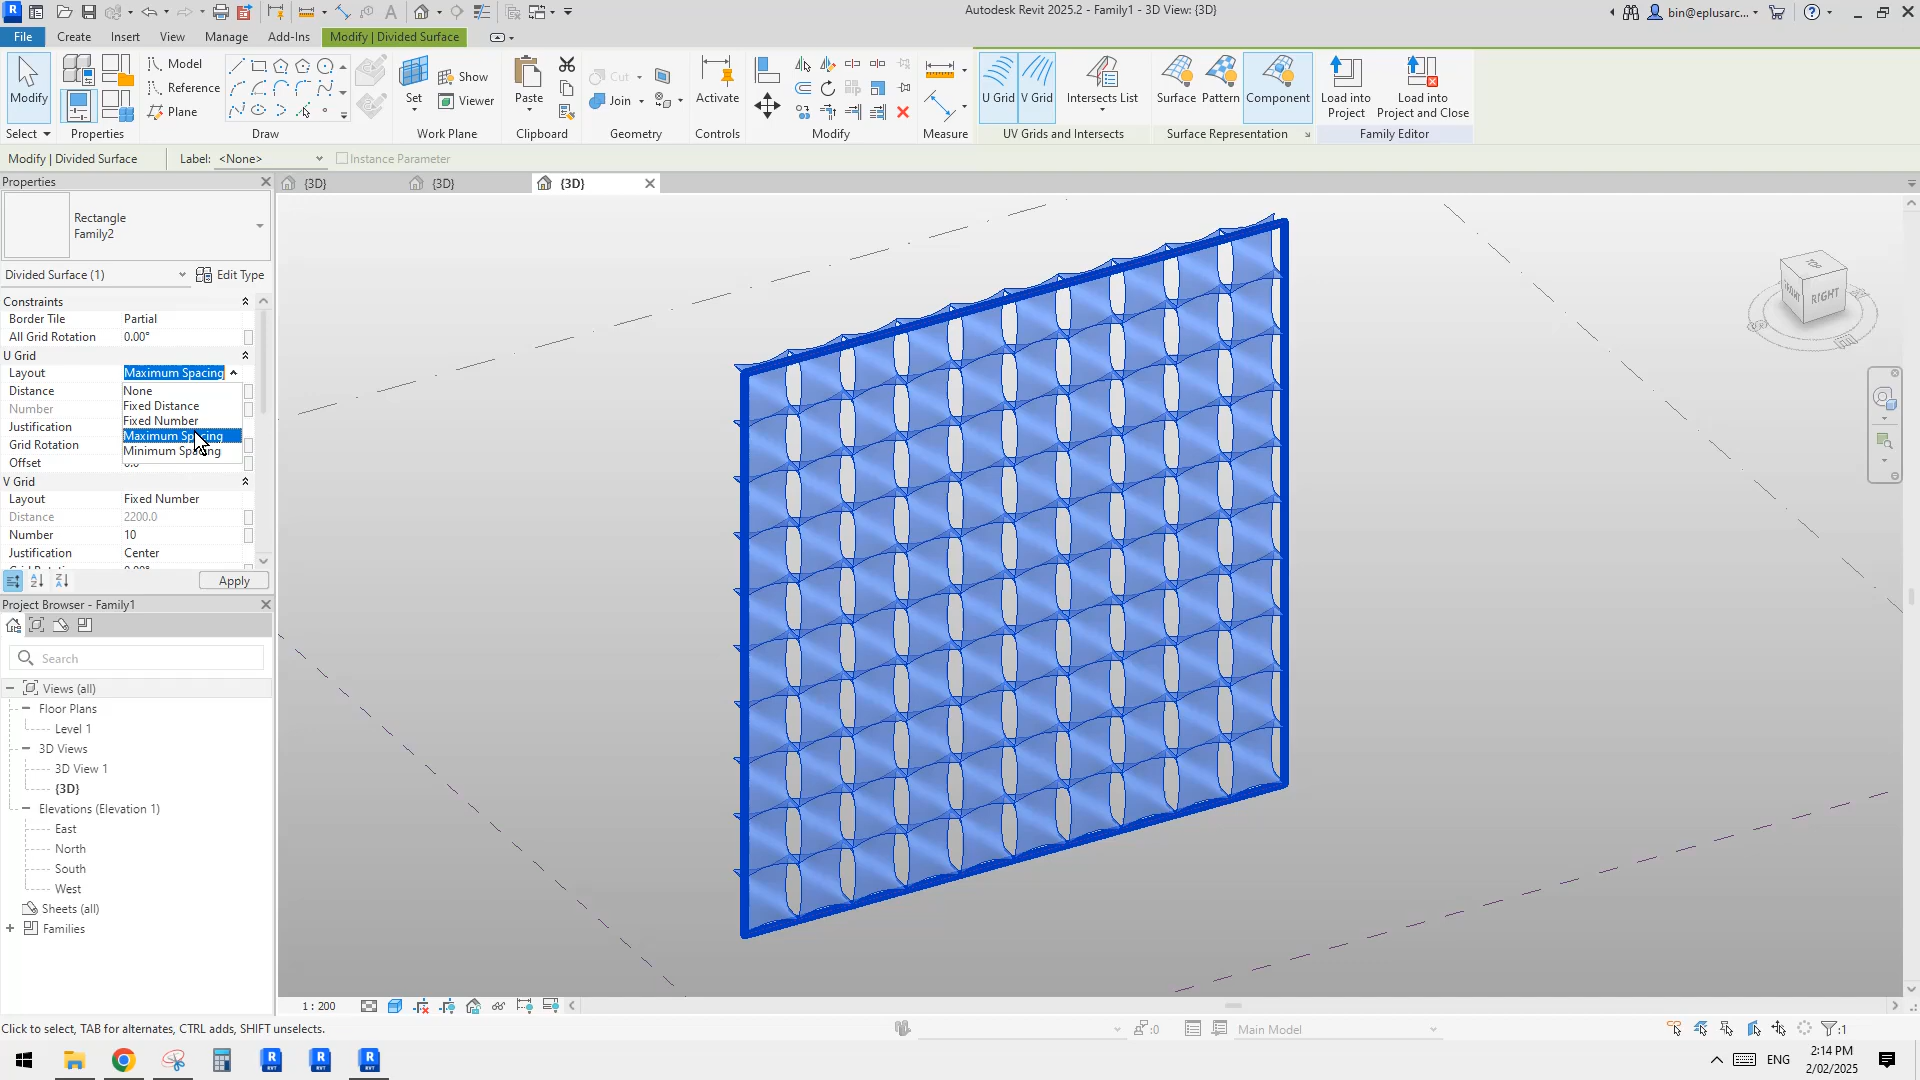 Autodesk Revit 2025.2 - Family1 - 3D View: {3D}
bin@eplusarc...
File Create Insert View Manage Add-Ins Modify | Divided Surface
Modify
Select
Properties
Model
Reference
Plane
Draw
Set
Show
Viewer
Work Plane
Paste
Clipboard
Cut
Join
Geometry
Activate
Controls
Modify
Measure
U Grid
V Grid
Intersects List
UV Grids and Intersects
Surface
Pattern
Component
Surface Representation
Load into
Project
Load into
Project and Close
Family Editor
Modify | Divided Surface
Label: <None>
Instance Parameter
Properties
{3D}
{3D}
{3D}
Rectangle
Family2
Divided Surface (1)
Edit Type
Constraints
Border Tile Partial
All Grid Rotation 0.00°
U Grid
Layout Maximum Spacing
Distance
Number
Justification
Grid Rotation
Offset
None
Fixed Distance
Fixed Number
Maximum Spacing
Minimum Spacing
V Grid
Layout Fixed Number
Distance 2200.0
Number 10
Justification Center
Apply
Project Browser - Family1
Search
Views (all)
Floor Plans
Level 1
3D Views
3D View 1
{3D}
Elevations (Elevation 1)
East
North
South
West
Sheets (all)
Families
TOP
FRONT
RIGHT
1 : 200
Click to select, TAB for alternates, CTRL adds, SHIFT unselects.
:0
Main Model
:1
ENG
2:14 PM
2/02/2025